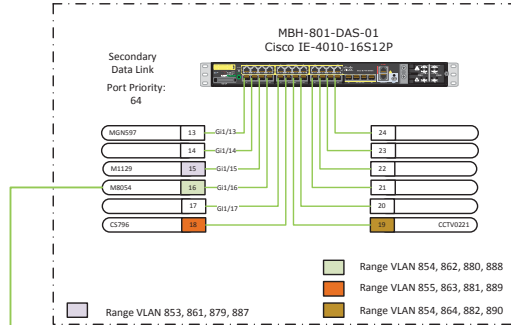 MBH-801-DAS-01
Cisco IE-4010-16S12P
Secondary
Data Link
Port Priority:
64
MGN597 13 Gi1/13 24
14 Gi1/14 23
M1129 15 Gi1/15 22
M8054 16 Gi1/16 21
17 Gi1/17 20
CS796 18 19 CCTV0221
Range VLAN 854, 862, 880, 888
Range VLAN 855, 863, 881, 889
Range VLAN 853, 861, 879, 887
Range VLAN 854, 864, 882, 890